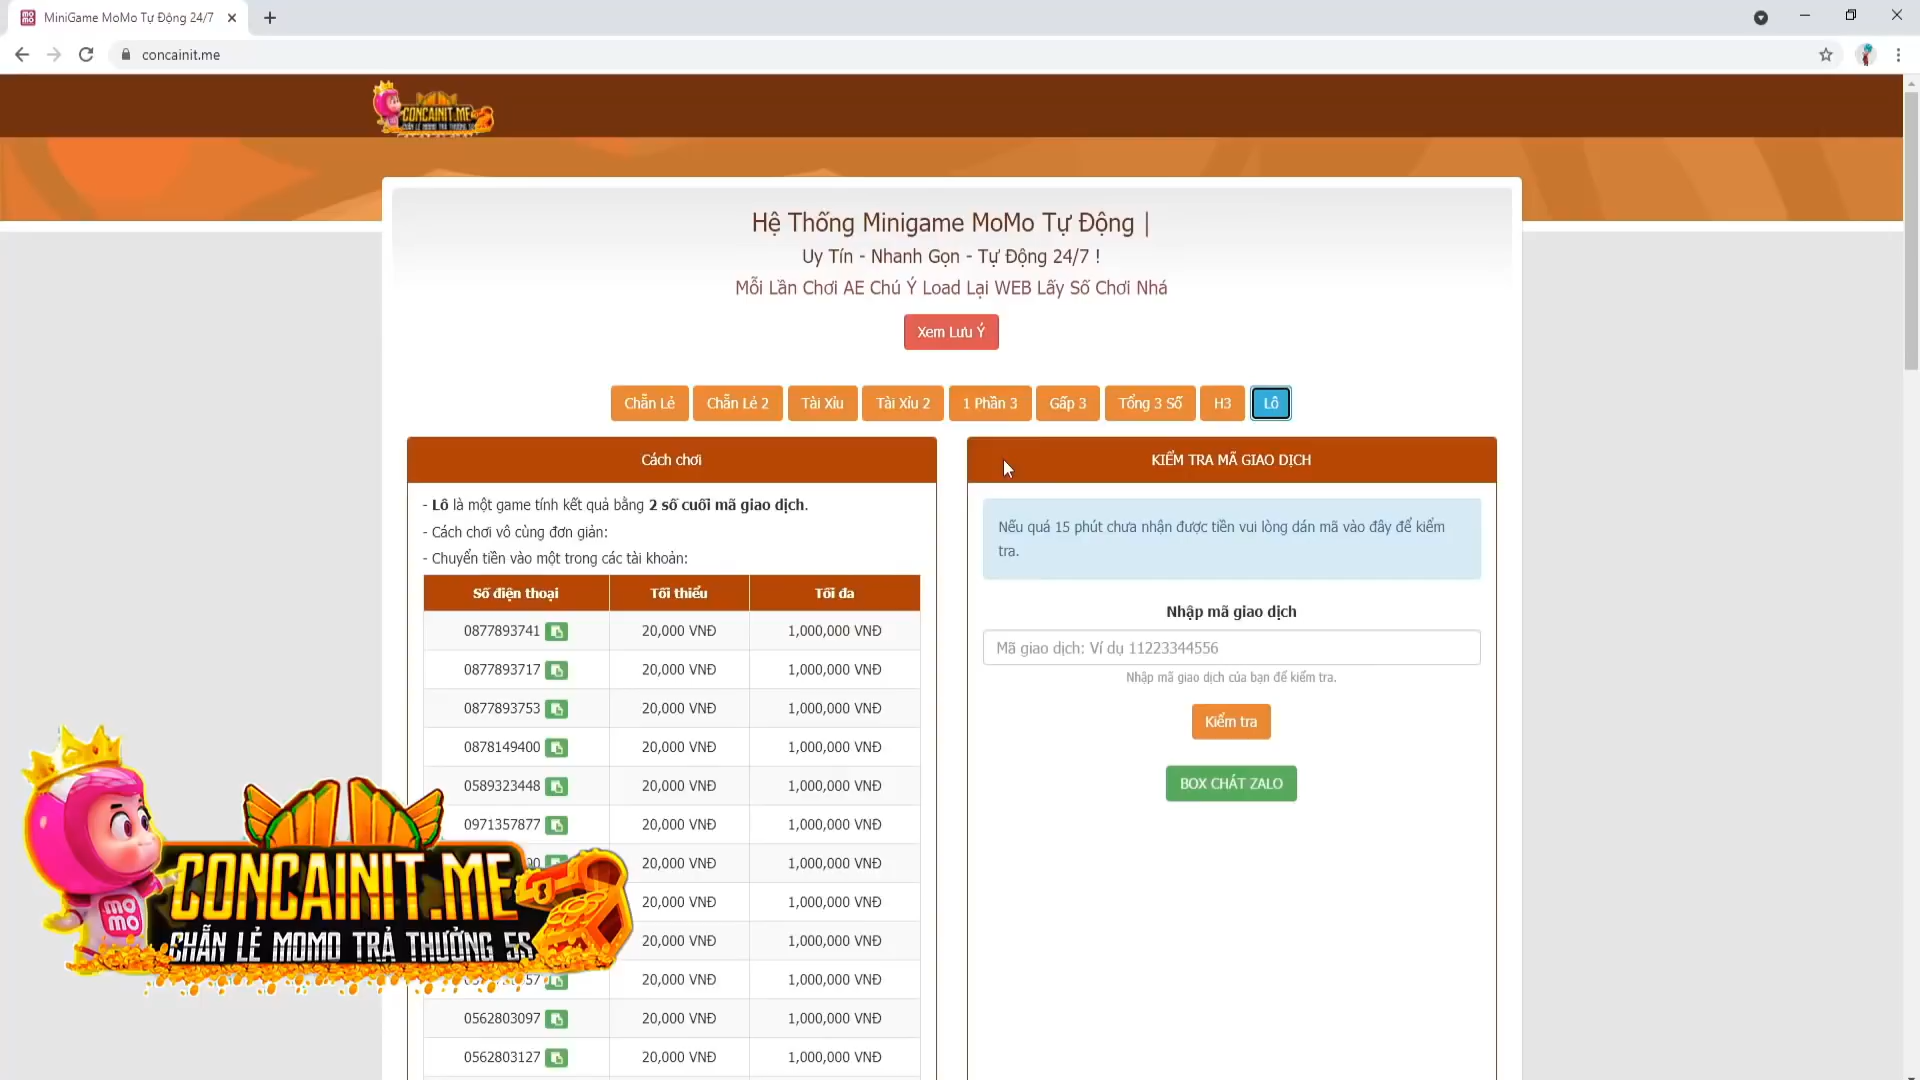 MiniGame MoMo Tự Động 24/7
concainit.me
CONCAINIT.ME
CHẴN LẺ MOMO TRẢ THƯỞNG 5S
Hệ Thống Minigame MoMo Tự Động |
Uy Tín - Nhanh Gọn - Tự Động 24/7 !
Mỗi Lần Chơi AE Chú Ý Load Lại WEB Lấy Số Chơi Nhá
Xem Lưu Ý
Chẵn Lẻ Chẵn Lẻ 2 Tài Xỉu Tài Xỉu 2 1 Phần 3 Gấp 3 Tổng 3 Số H3 Lô
Cách chơi
- Lô là một game tính kết quả bằng 2 số cuối mã giao dịch.
- Cách chơi vô cùng đơn giản:
- Chuyển tiền vào một trong các tài khoản:
Số điện thoại Tối thiểu Tối đa
0877893741 20,000 VNĐ 1,000,000 VNĐ
0877893717 20,000 VNĐ 1,000,000 VNĐ
0877893753 20,000 VNĐ 1,000,000 VNĐ
0878149400 20,000 VNĐ 1,000,000 VNĐ
0589323448 20,000 VNĐ 1,000,000 VNĐ
0971357877 20,000 VNĐ 1,000,000 VNĐ
20,000 VNĐ 1,000,000 VNĐ
20,000 VNĐ 1,000,000 VNĐ
20,000 VNĐ 1,000,000 VNĐ
20,000 VNĐ 1,000,000 VNĐ
0562803097 20,000 VNĐ 1,000,000 VNĐ
0562803127 20,000 VNĐ 1,000,000 VNĐ
KIỂM TRA MÃ GIAO DỊCH
Nếu quá 15 phút chưa nhận được tiền vui lòng dán mã vào đây để kiểm
tra.
Nhập mã giao dịch
Mã giao dịch: Ví dụ 11223344556
Nhập mã giao dịch của bạn để kiểm tra.
Kiểm tra
BOX CHÁT ZALO
mo
mo
CONCAINIT.ME
CHẴN LẺ MOMO TRẢ THƯỞNG 5S